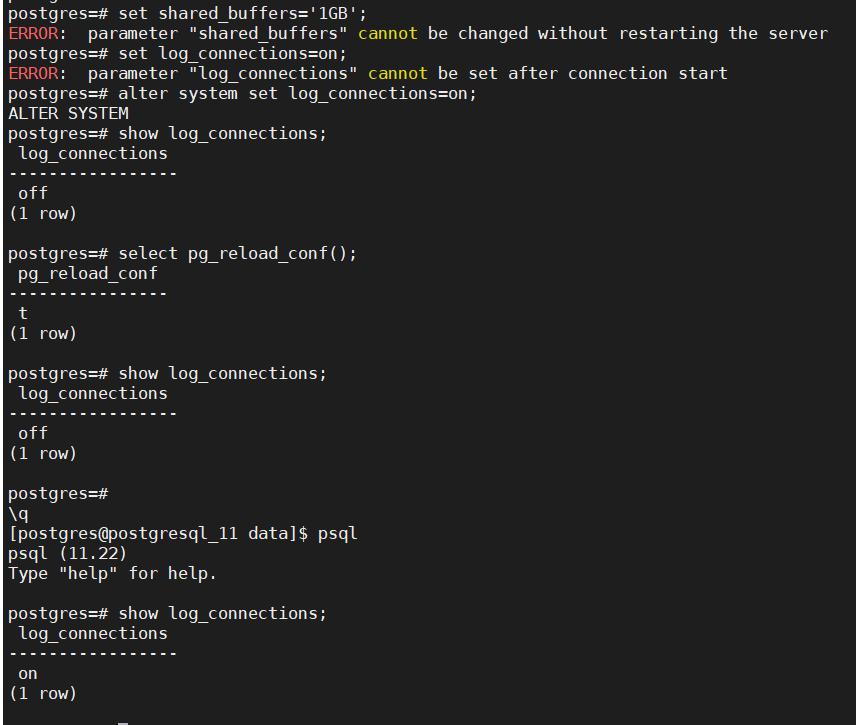 postgres=# set shared_buffers='1GB';
ERROR:  parameter "shared_buffers" cannot be changed without restarting the server
postgres=# set log_connections=on;
ERROR:  parameter "log_connections" cannot be set after connection start
postgres=# alter system set log_connections=on;
ALTER SYSTEM
postgres=# show log_connections;
 log_connections
-----------------
 off
(1 row)

postgres=# select pg_reload_conf();
 pg_reload_conf
----------------
 t
(1 row)

postgres=# show log_connections;
 log_connections
-----------------
 off
(1 row)

postgres=#
\q
[postgres@postgresql_11 data]$ psql
psql (11.22)
Type "help" for help.

postgres=# show log_connections;
 log_connections
-----------------
 on
(1 row)